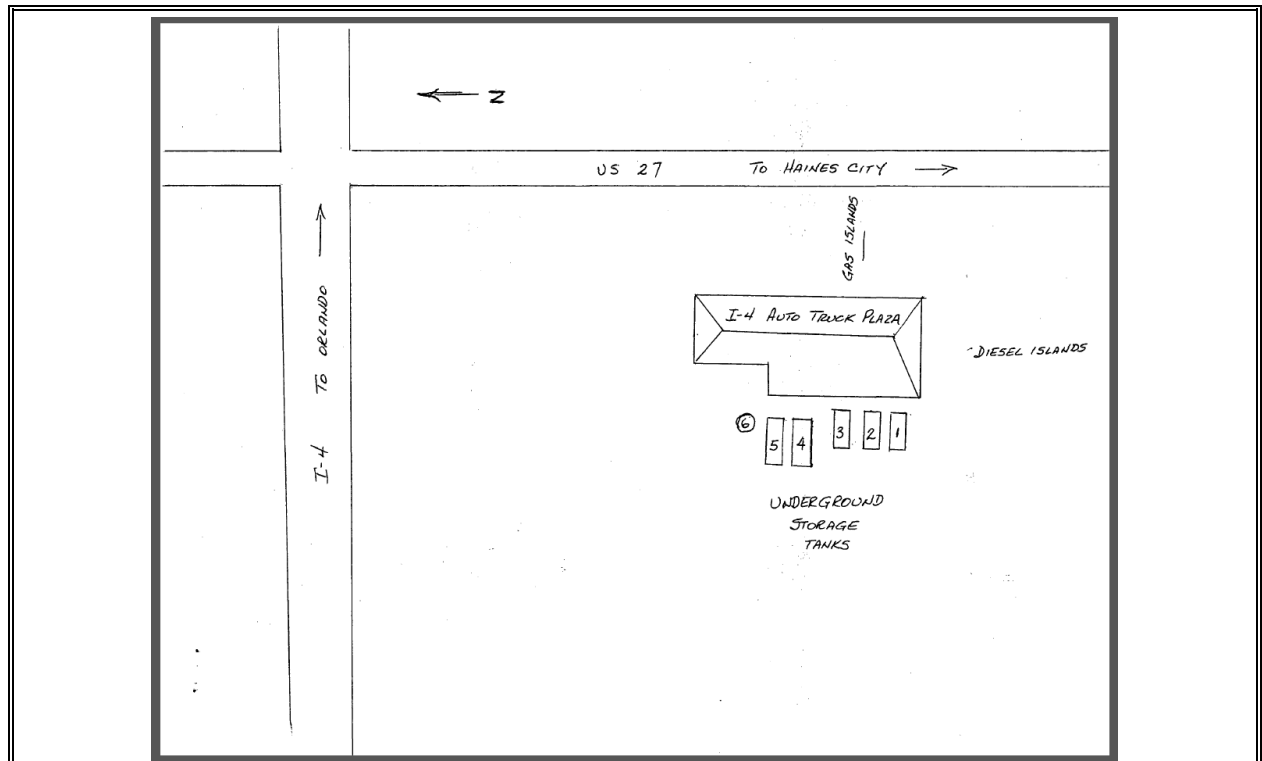 N
US 27 TO HAINES CITY
GAS ISLANDS
I-4 TO ORLANDO
I-4 AUTO TRUCK PLAZA
DIESEL ISLANDS
6
5
4
3
2
1
UNDERGROUND
STORAGE
TANKS